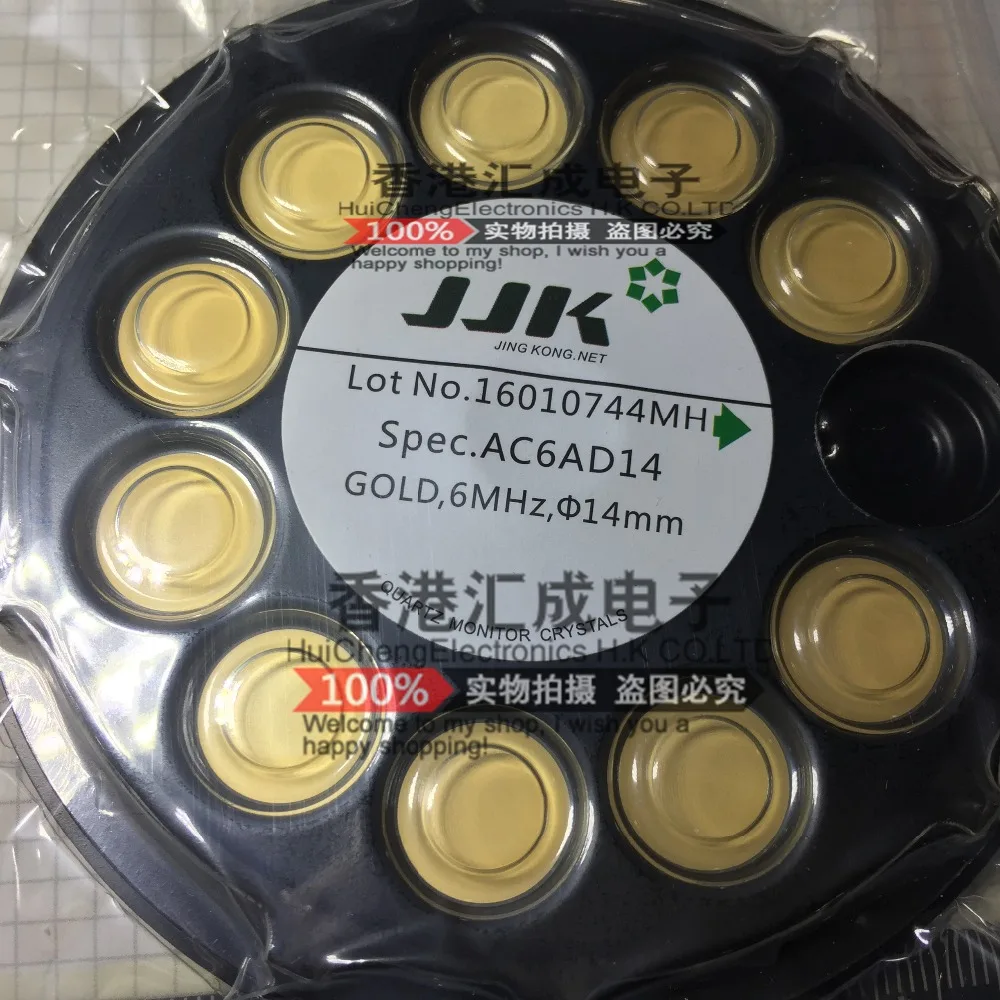 香港汇成电子
HuiChengElectronics H.K CO.LTD
100% 实物拍摄 盗图必究
Welcome to my shop, I wish you a
happy shopping!
JJK
JING KONG.NET
Lot No.16010744MH
Spec.AC6AD14
GOLD,6MHz,Φ14mm
QUARTZ MONITOR CRYSTALS
香港汇成电子
HuiChengElectronics H.K CO.LTD
100% 实物拍摄 盗图必究
Welcome to my shop, I wish you a
happy shopping!